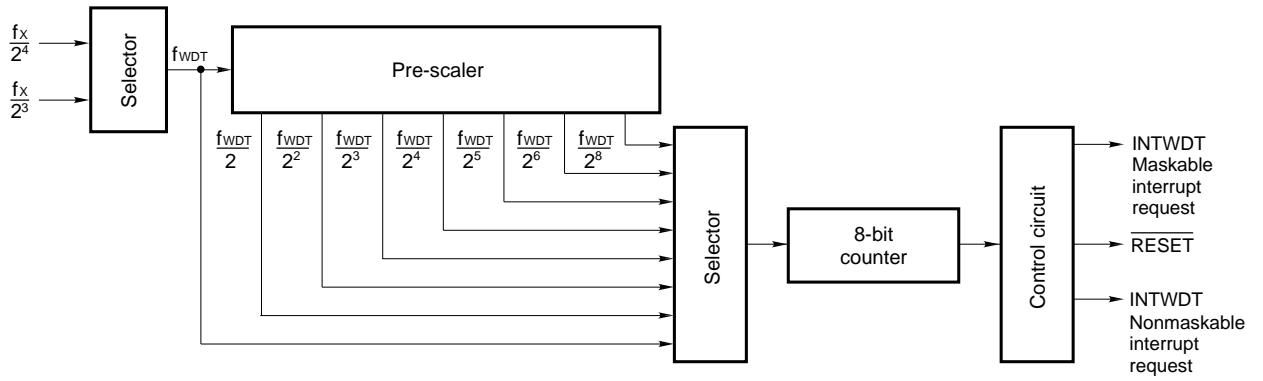 fX/2⁴
fX/2³
Selector
fWDT
Pre-scaler
fWDT/2
fWDT/2²
fWDT/2³
fWDT/2⁴
fWDT/2⁵
fWDT/2⁶
fWDT/2⁸
Selector
8-bit
counter
Control circuit
INTWDT
Maskable
interrupt
request
RESET
INTWDT
Nonmaskable
interrupt
request